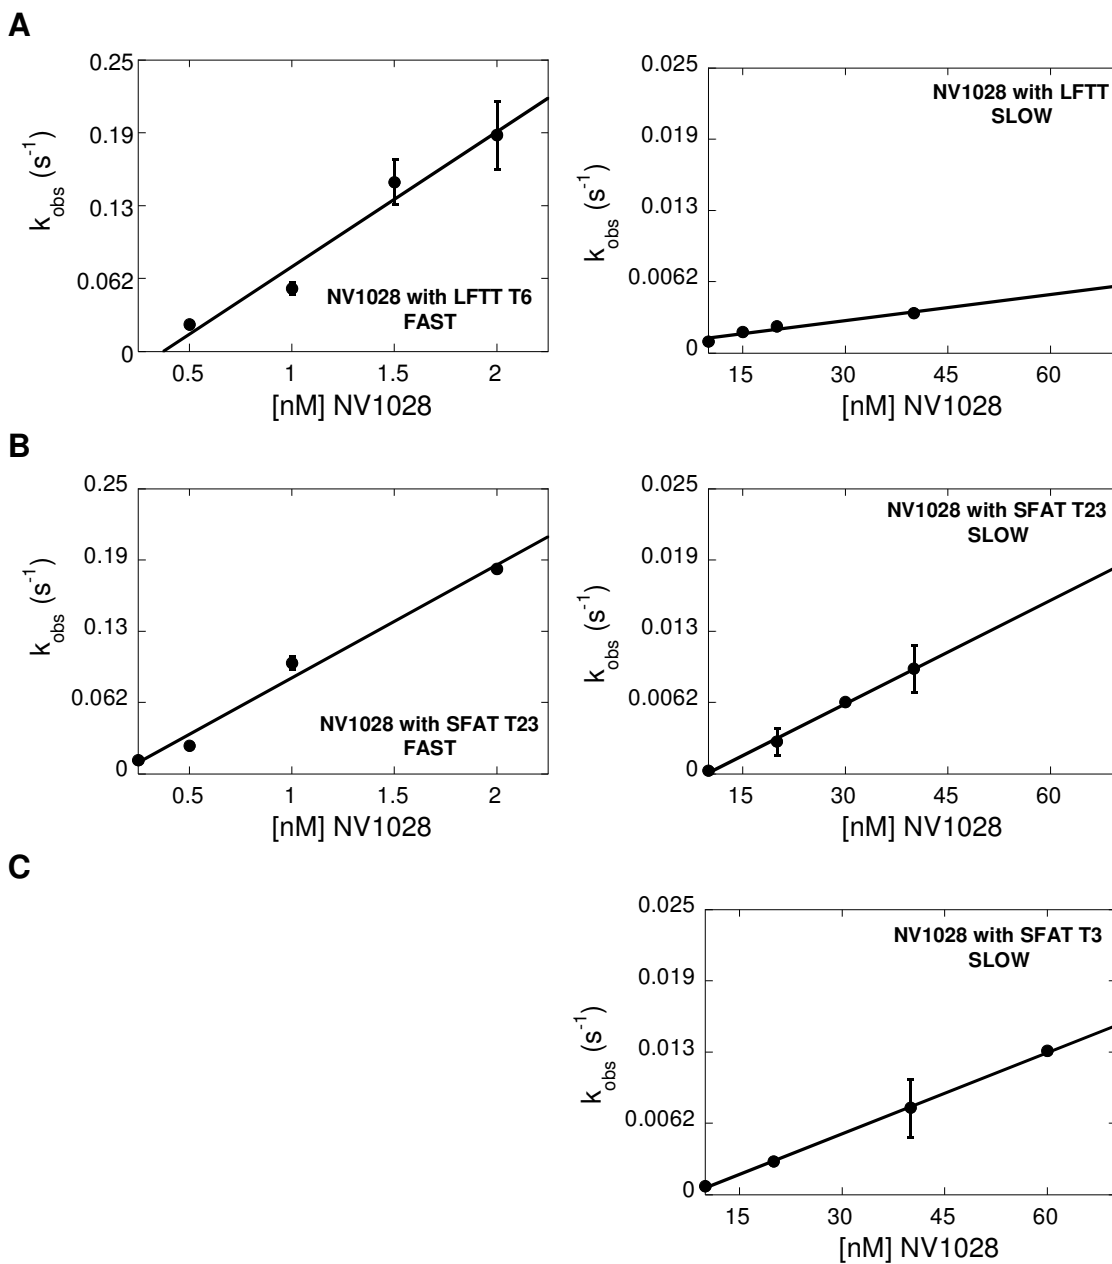 A
0.25
0.19
0.13
0.062
0
k_obs (s^-1)
NV1028 with LFTT T6
FAST
0.5
1
1.5
2
[nM] NV1028
0.025
0.019
0.013
0.0062
0
k_obs (s^-1)
NV1028 with LFTT
SLOW
15
30
45
60
[nM] NV1028
B
0.25
0.19
0.13
0.062
0
k_obs (s^-1)
NV1028 with SFAT T23
FAST
0.5
1
1.5
2
[nM] NV1028
0.025
0.019
0.013
0.0062
0
k_obs (s^-1)
NV1028 with SFAT T23
SLOW
15
30
45
60
[nM] NV1028
C
0.025
0.019
0.013
0.0062
0
k_obs (s^-1)
NV1028 with SFAT T3
SLOW
15
30
45
60
[nM] NV1028